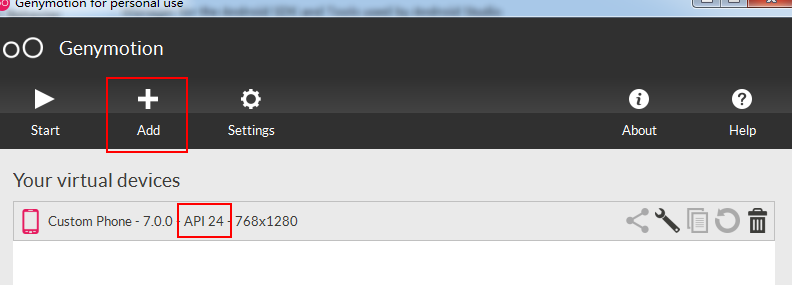 Genymotion for personal use
Genymotion
Start
Add
Settings
About
Help
Your virtual devices
Custom Phone - 7.0.0 - API 24 - 768x1280